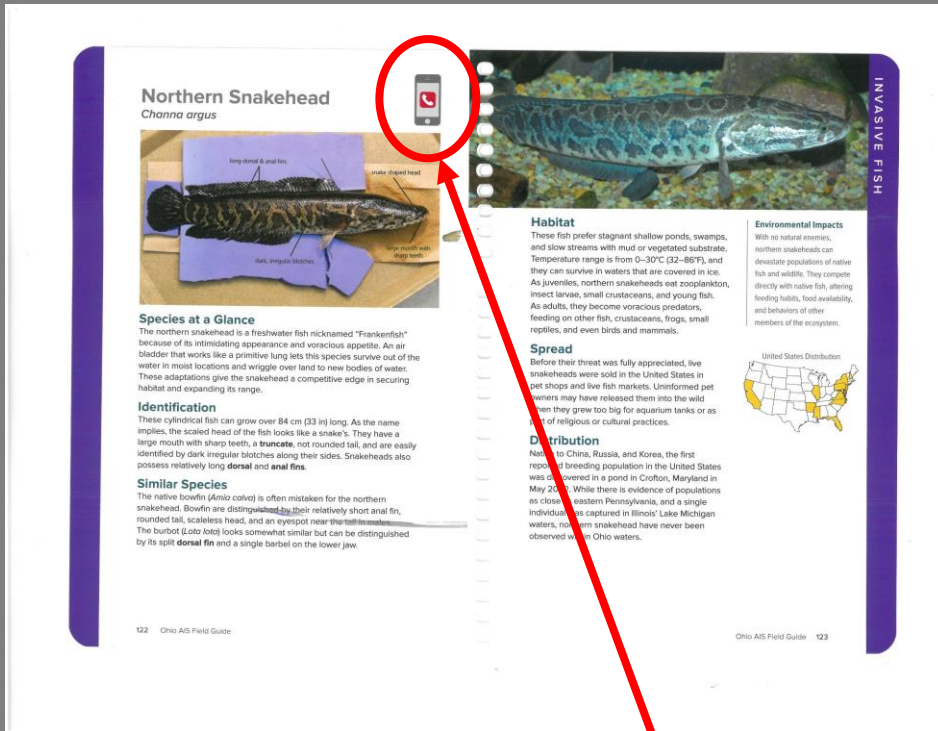 Northern Snakehead
Channa argus
long dorsal & anal fins
snake shaped head
large mouth with
sharp teeth
dark, irregular blotches
Species at a Glance
The northern snakehead is a freshwater fish nicknamed "Frankenfish"
because of its intimidating appearance and voracious appetite. An air
bladder that works like a primitive lung lets this species survive out of the
water in moist locations and wriggle over land to new bodies of water.
These adaptations give the snakehead a competitive edge in securing
habitat and expanding its range.
Identification
These cylindrical fish can grow over 84 cm (33 in) long. As the name
implies, the scaled head of the fish looks like a snake's. They have a
large mouth with sharp teeth, a truncate, not rounded tail, and are easily
identified by dark irregular blotches along their sides. Snakeheads also
possess relatively long dorsal and anal fins.
Similar Species
The native bowfin (Amia calva) is often mistaken for the northern
snakehead. Bowfin are distinguished by their relatively short anal fin,
rounded tail, scaleless head, and an eyespot near the tail in males.
The burbot (Lota lota) looks somewhat similar but can be distinguished
by its split dorsal fin and a single barbel on the lower jaw.
122 Ohio AIS Field Guide
INVASIVE FISH
Habitat
These fish prefer stagnant shallow ponds, swamps,
and slow streams with mud or vegetated substrate.
Temperature range is from 0–30°C (32–86°F), and
they can survive in waters that are covered in ice.
As juveniles, northern snakeheads eat zooplankton,
insect larvae, small crustaceans, and young fish.
As adults, they become voracious predators,
feeding on other fish, crustaceans, frogs, small
reptiles, and even birds and mammals.
Spread
Before their threat was fully appreciated, live
snakeheads were sold in the United States in
pet shops and live fish markets. Uninformed pet
owners may have released them into the wild
when they grew too big for aquarium tanks or as
part of religious or cultural practices.
Distribution
Native to China, Russia, and Korea, the first
reported breeding population in the United States
was discovered in a pond in Crofton, Maryland in
May 2002. While there is evidence of populations
as close as eastern Pennsylvania, and a single
individual was captured in Illinois' Lake Michigan
waters, northern snakehead have never been
observed within Ohio waters.
Environmental Impacts
With no natural enemies,
northern snakeheads can
devastate populations of native
fish and wildlife. They compete
directly with native fish, altering
feeding habits, food availability,
and behaviors of other
members of the ecosystem.
United States Distribution
Ohio AIS Field Guide 123